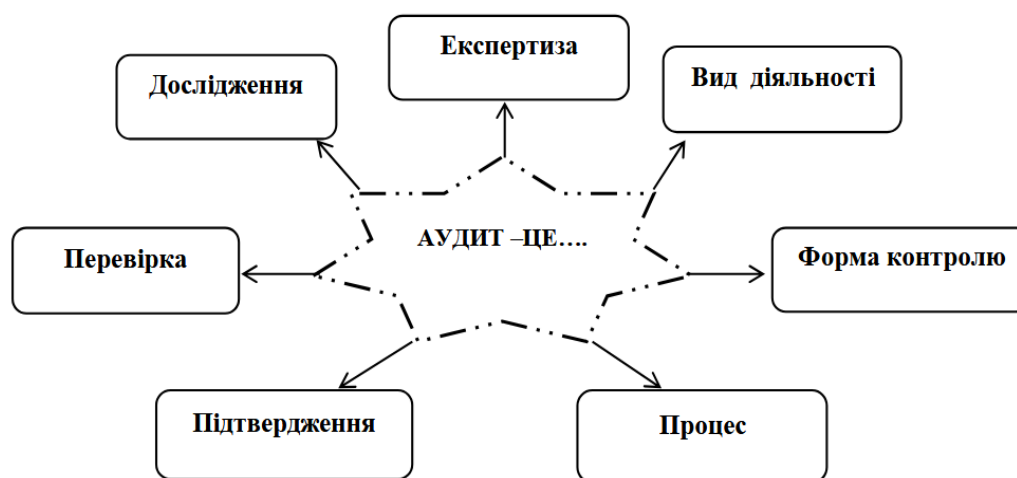 Експертиза
Дослідження
Вид діяльності
АУДИТ –ЦЕ….
Перевірка
Форма контролю
Підтвердження
Процес